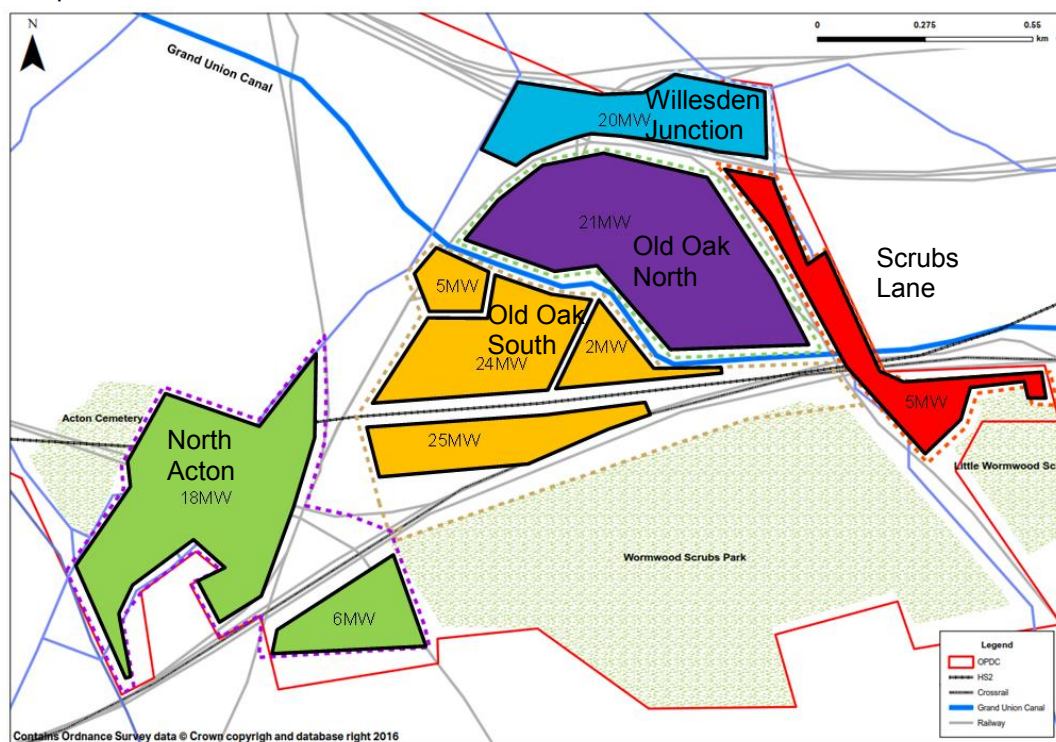 N
0
0.275
0.55
km
Grand Union Canal
Willesden
Junction
20MW
21MW
Old Oak
North
Scrubs
Lane
5MW
Old Oak
South
24MW
2MW
25MW
5MW
Acton Cemetery
North
Acton
18MW
Little Wormwood Sc
Wormwood Scrubs Park
6MW
Legend
OPDC
HS2
Crossrail
Grand Union Canal
Railway
Contains Ordnance Survey data © Crown copyrigh and database right 2016